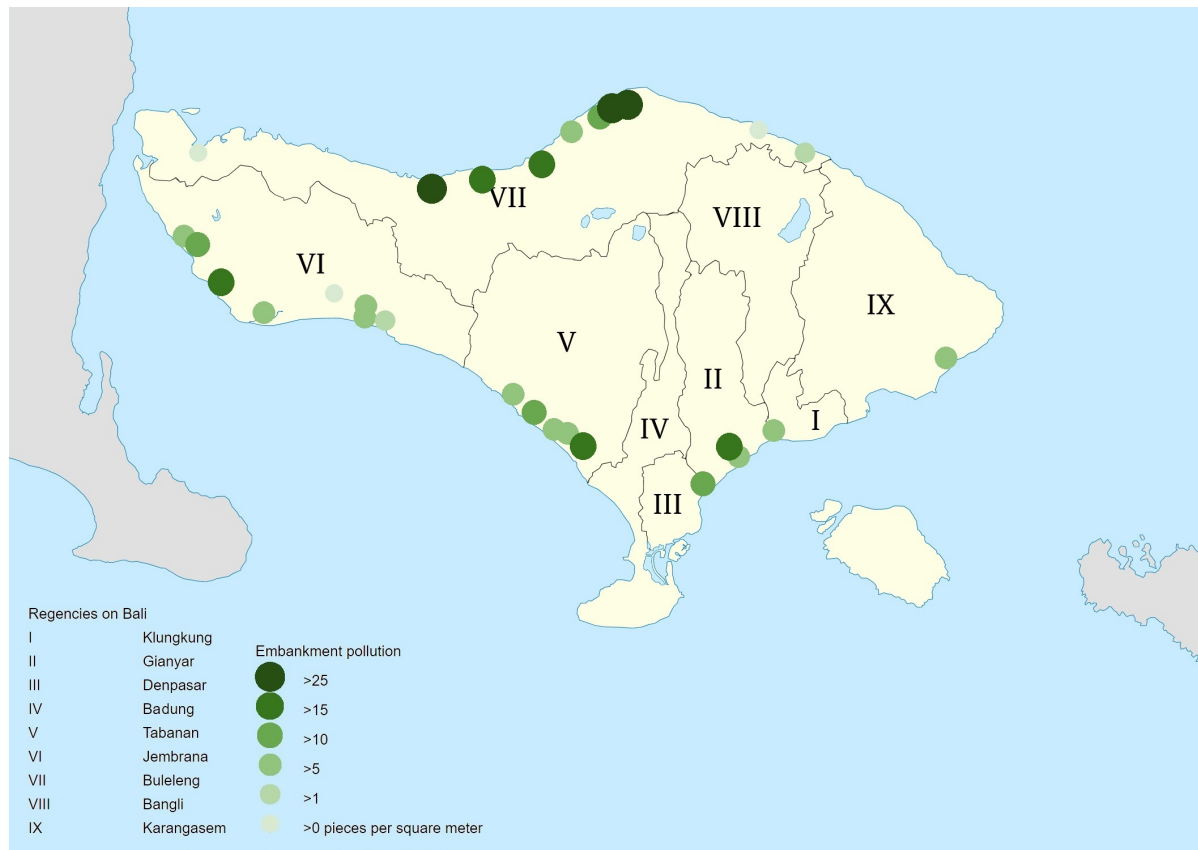 VII
VIII
VI
IX
V
II
I
IV
III
Regencies on Bali
I Klungkung
II Gianyar
III Denpasar
IV Badung
V Tabanan
VI Jembrana
VII Buleleng
VIII Bangli
IX Karangasem
Embankment pollution
>25
>15
>10
>5
>1
>0 pieces per square meter